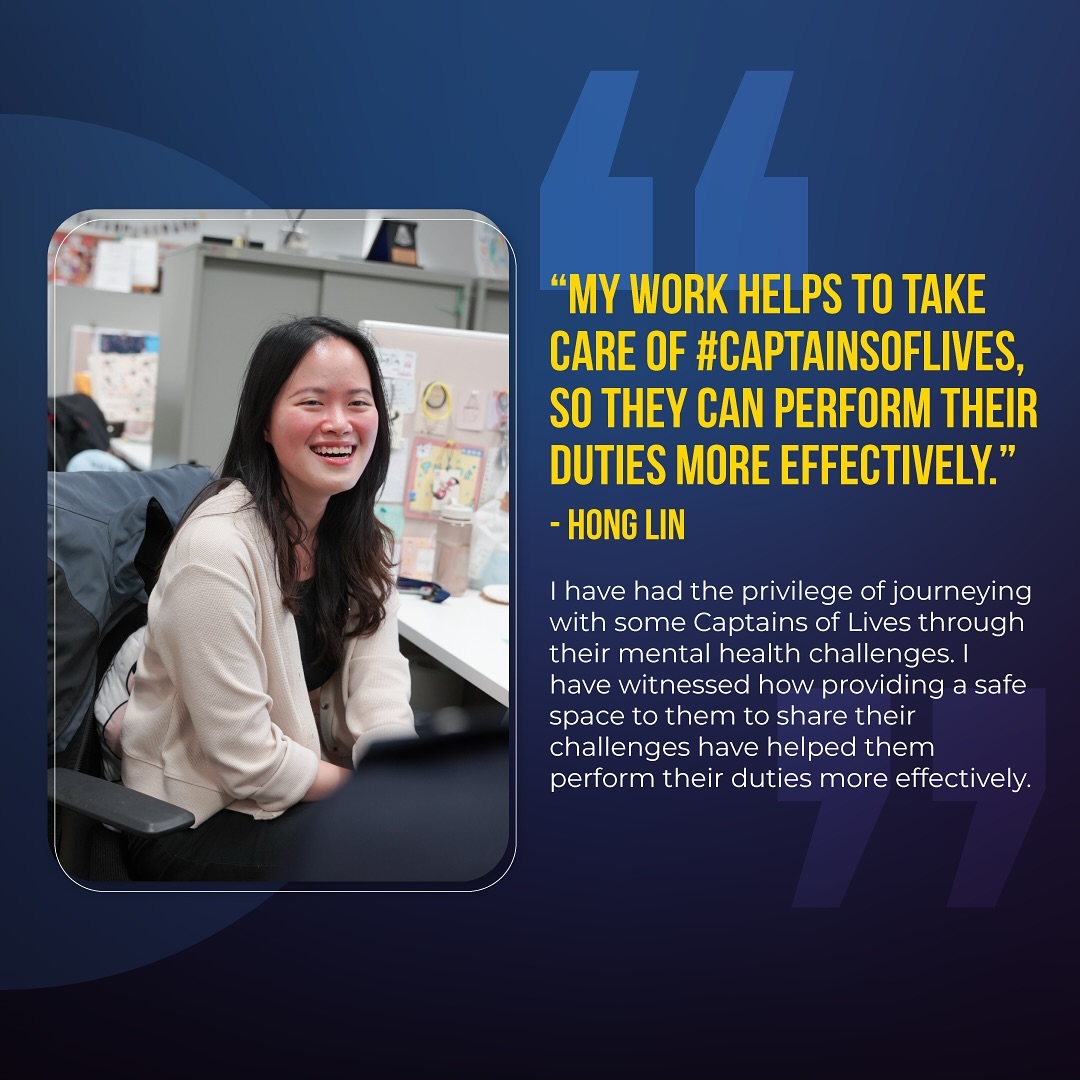 “MY WORK HELPS TO TAKE
CARE OF #CAPTAINSOFLIVES,
SO THEY CAN PERFORM THEIR
DUTIES MORE EFFECTIVELY.”
- HONG LIN
I have had the privilege of journeying
with some Captains of Lives through
their mental health challenges. I
have witnessed how providing a safe
space to them to share their
challenges have helped them
perform their duties more effectively.